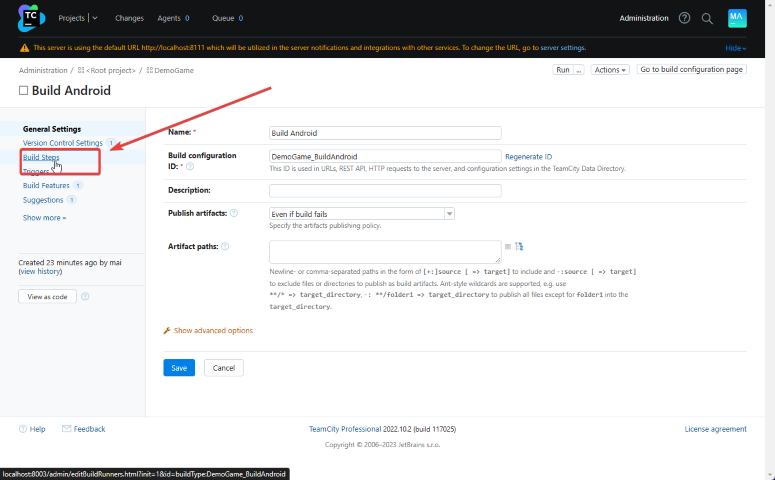 TC
Projects
Changes
Agents 0
Queue 0
Administration
MA
This server is using the default URL http://localhost:8111 which will be utilized in the server notifications and integrations with other services. To change the URL, go to server settings.
Hide
Administration / <Root project> / DemoGame
Run ...
Actions
Go to build configuration page
Build Android
General Settings
Version Control Settings 1
Build Steps
Triggers
Build Features 1
Suggestions 1
Show more »
Created 23 minutes ago by mai
(view history)
View as code
Name: *
Build Android
Build configuration
ID: *
DemoGame_BuildAndroid
Regenerate ID
This ID is used in URLs, REST API, HTTP requests to the server, and configuration settings in the TeamCity Data Directory.
Description:
Publish artifacts:
Even if build fails
Specify the artifacts publishing policy.
Artifact paths:
Newline- or comma-separated paths in the form of [+:]source [ => target] to include and -:source [ => target]
to exclude files or directories to publish as build artifacts. Ant-style wildcards are supported, e.g. use
**/* => target_directory, -: **/folder1 => target_directory to publish all files except for folder1 into the
target_directory.
Show advanced options
Save
Cancel
Help
Feedback
TeamCity Professional 2022.10.2 (build 117025)
License agreement
Copyright © 2006–2023 JetBrains s.r.o.
localhost:8003/admin/editBuildRunners.html?init=1&id=buildType:DemoGame_BuildAndroid